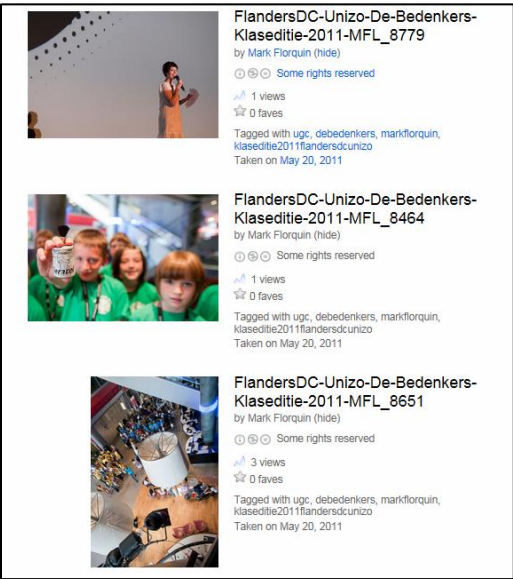 FlandersDC-Unizo-De-Bedenkers-
Klaseditie-2011-MFL_8779
by Mark Florquin (hide)
Some rights reserved
1 views
0 faves
Tagged with ugc, debedenkers, markflorquin,
klaseditie2011flandersdcunizo
Taken on May 20, 2011
FlandersDC-Unizo-De-Bedenkers-
Klaseditie-2011-MFL_8464
by Mark Florquin (hide)
Some rights reserved
1 views
0 faves
Tagged with ugc, debedenkers, markflorquin,
klaseditie2011flandersdcunizo
Taken on May 20, 2011
FlandersDC-Unizo-De-Bedenkers-
Klaseditie-2011-MFL_8651
by Mark Florquin (hide)
Some rights reserved
3 views
0 faves
Tagged with ugc, debedenkers, markflorquin,
klaseditie2011flandersdcunizo
Taken on May 20, 2011